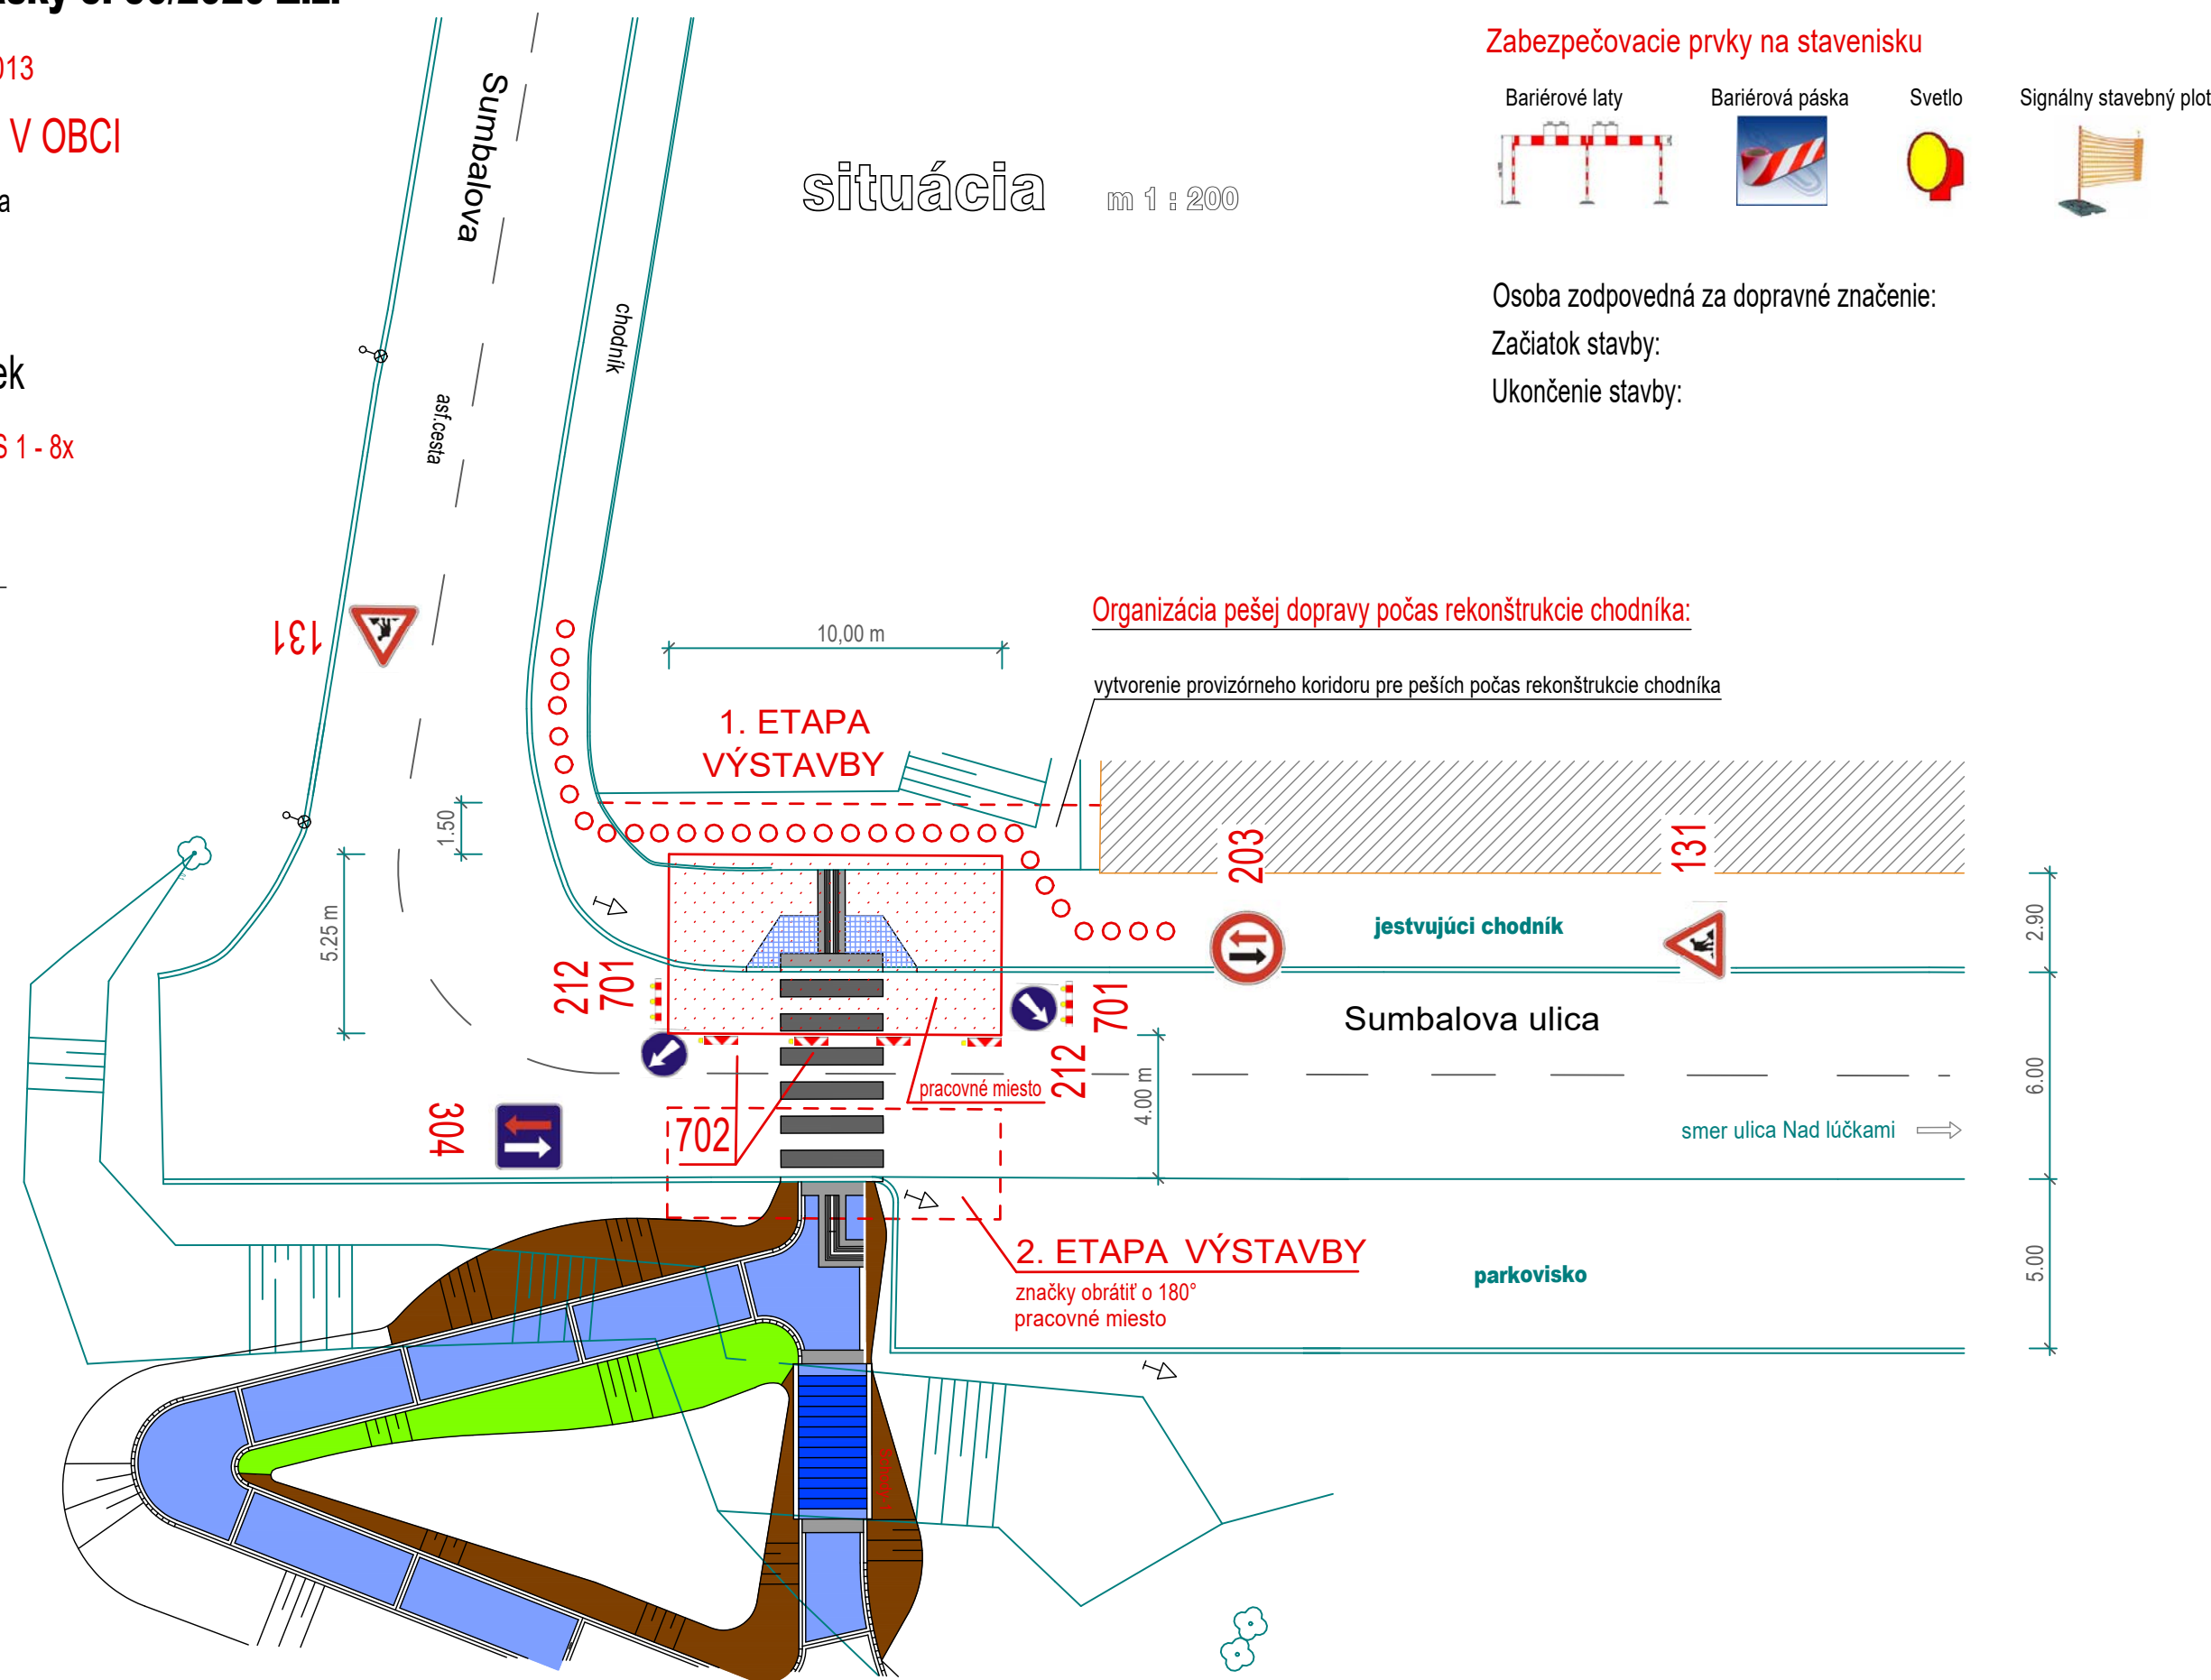 013
V OBCI
a
ek
S 1 - 8x
Sumbalova
chodník
asf.cesta
situácia m 1 : 200
Zabezpečovacie prvky na stavenisku
Bariérové laty
Bariérová páska
Svetlo
Signálny stavebný plot
Osoba zodpovedná za dopravné značenie:
Začiatok stavby:
Ukončenie stavby:
131
10,00 m
Organizácia pešej dopravy počas rekonštrukcie chodníka:
vytvorenie provizórneho koridoru pre peších počas rekonštrukcie chodníka
1. ETAPA
VÝSTAVBY
1.50
5.25 m
203
131
jestvujúci chodník
2.90
212
701
701
212
Sumbalova ulica
pracovné miesto
4.00 m
6.00
304
702
smer ulica Nad lúčkami
2. ETAPA VÝSTAVBY
značky obrátiť o 180°
pracovné miesto
parkovisko
5.00